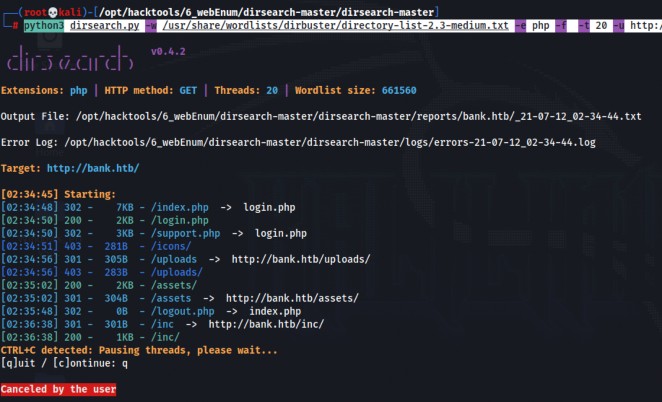 ┌──(root💀kali)-[/opt/hacktools/6_webEnum/dirsearch-master/dirsearch-master]
└─# python3 dirsearch.py -w /usr/share/wordlists/dirbuster/directory-list-2.3-medium.txt -e php -f -t 20 -u http:/
v0.4.2
Extensions: php | HTTP method: GET | Threads: 20 | Wordlist size: 661560
Output File: /opt/hacktools/6_webEnum/dirsearch-master/dirsearch-master/reports/bank.htb/_21-07-12_02-34-44.txt
Error Log: /opt/hacktools/6_webEnum/dirsearch-master/dirsearch-master/logs/errors-21-07-12_02-34-44.log
Target: http://bank.htb/
[02:34:45] Starting:
[02:34:48] 302 - 7KB - /index.php -> login.php
[02:34:50] 200 - 2KB - /login.php
[02:34:50] 302 - 3KB - /support.php -> login.php
[02:34:51] 403 - 281B - /icons/
[02:34:56] 301 - 305B - /uploads -> http://bank.htb/uploads/
[02:34:56] 403 - 283B - /uploads/
[02:35:02] 200 - 2KB - /assets/
[02:35:02] 301 - 304B - /assets -> http://bank.htb/assets/
[02:35:48] 302 - 0B - /logout.php -> index.php
[02:36:38] 301 - 301B - /inc -> http://bank.htb/inc/
[02:36:38] 200 - 1KB - /inc/
CTRL+C detected: Pausing threads, please wait...
[q]uit / [c]ontinue: q
Canceled by the user